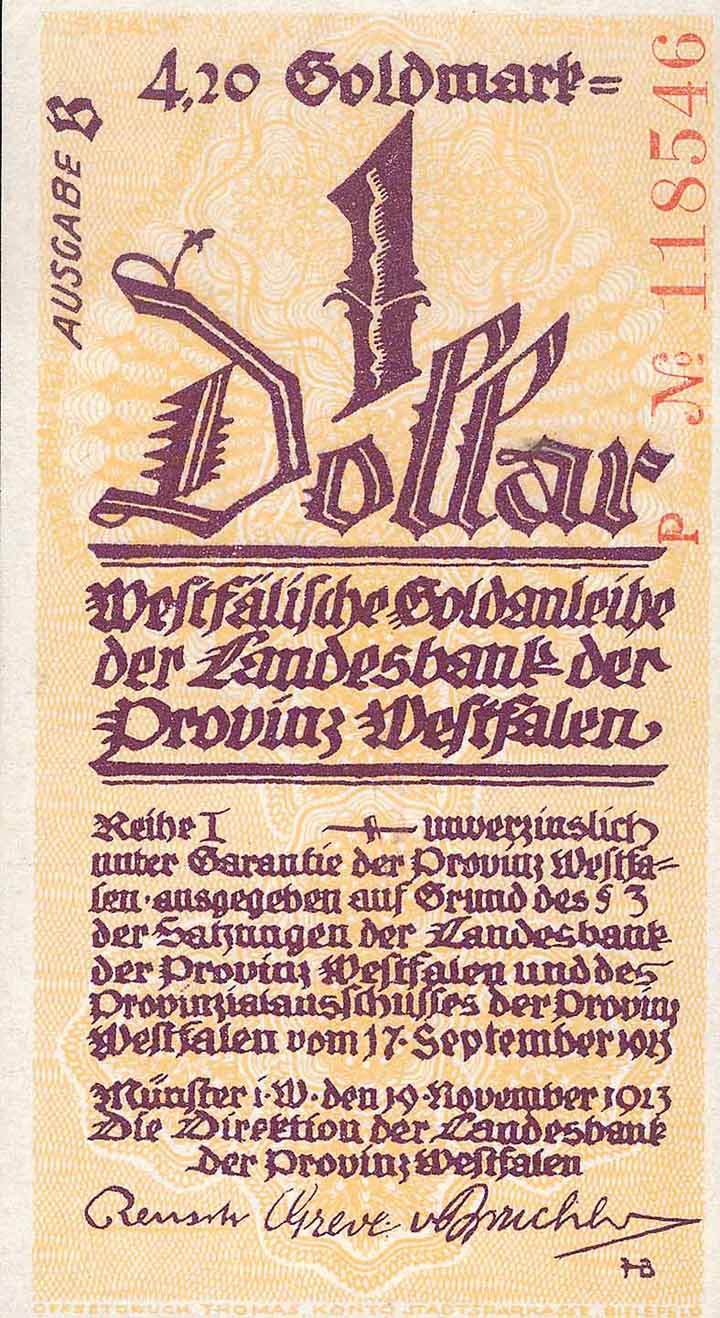 4,20 Goldmark =
AUSGABE B
P № 118546
1
Dollar
Westfälische Goldanleihe
der Landesbank der
Provinz Westfalen
Reihe I unverzinslich
unter Garantie der Provinz Westfa=
len·ausgegeben auf Grund des § 3
der Satzungen der Landesbank
der Provinz Westfalen und des
Provinzialausschusses der Provinz
Westfalen vom 17·September 1923
Münster i·W·den 19·November 1923
Die Direktion der Landesbank
der Provinz Westfalen
Rensch Greve
HB
OFFSETDRUCK THOMAS, KONTO STADTSPARKASSE, BIELEFELD